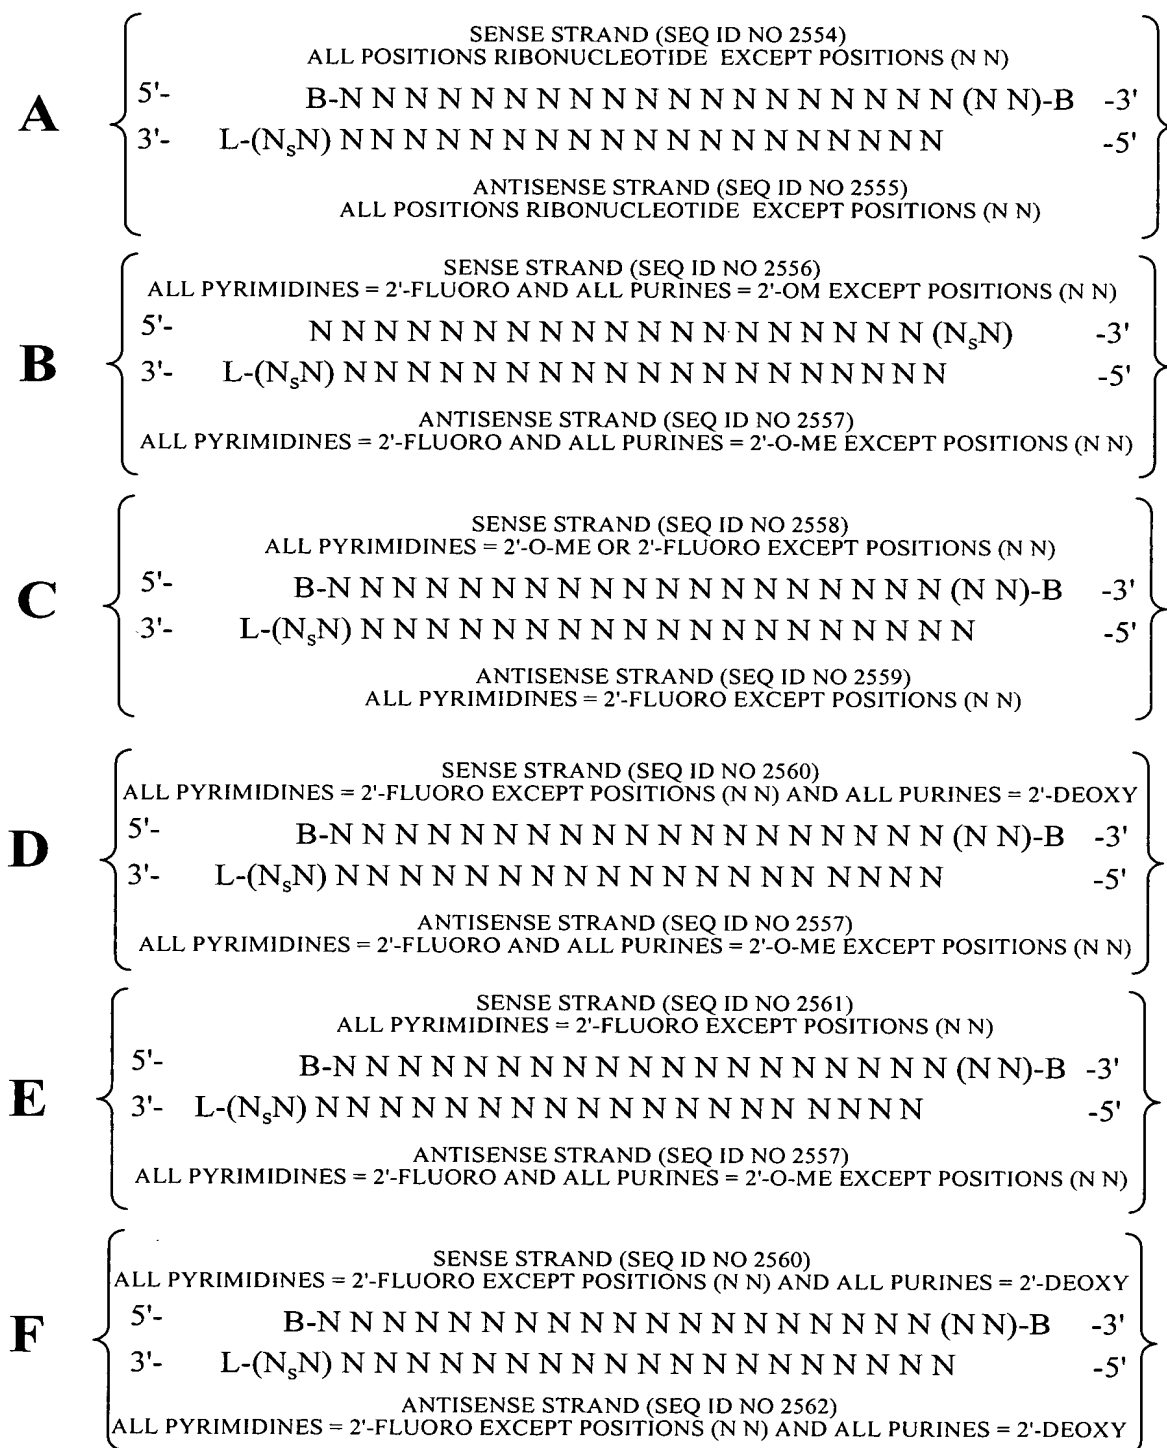 SENSE STRAND (SEQ ID NO 2554)
ALL POSITIONS RIBONUCLEOTIDE EXCEPT POSITIONS (N N)
A
5'- B-N N N N N N N N N N N N N N N N N N N (N N)-B -3'
3'- L-(NsN) N N N N N N N N N N N N N N N N N N N -5'
ANTISENSE STRAND (SEQ ID NO 2555)
ALL POSITIONS RIBONUCLEOTIDE EXCEPT POSITIONS (N N)
SENSE STRAND (SEQ ID NO 2556)
ALL PYRIMIDINES = 2'-FLUORO AND ALL PURINES = 2'-OM EXCEPT POSITIONS (N N)
B
5'- N N N N N N N N N N N N N N N N N N N (NsN) -3'
3'- L-(NsN) N N N N N N N N N N N N N N N N N N N -5'
ANTISENSE STRAND (SEQ ID NO 2557)
ALL PYRIMIDINES = 2'-FLUORO AND ALL PURINES = 2'-O-ME EXCEPT POSITIONS (N N)
SENSE STRAND (SEQ ID NO 2558)
ALL PYRIMIDINES = 2'-O-ME OR 2'-FLUORO EXCEPT POSITIONS (N N)
C
5'- B-N N N N N N N N N N N N N N N N N N N (N N)-B -3'
3'- L-(NsN) N N N N N N N N N N N N N N N N N N N -5'
ANTISENSE STRAND (SEQ ID NO 2559)
ALL PYRIMIDINES = 2'-FLUORO EXCEPT POSITIONS (N N)
SENSE STRAND (SEQ ID NO 2560)
ALL PYRIMIDINES = 2'-FLUORO EXCEPT POSITIONS (N N) AND ALL PURINES = 2'-DEOXY
D
5'- B-N N N N N N N N N N N N N N N N N N N (N N)-B -3'
3'- L-(NsN) N N N N N N N N N N N N N N N N N N N -5'
ANTISENSE STRAND (SEQ ID NO 2557)
ALL PYRIMIDINES = 2'-FLUORO AND ALL PURINES = 2'-O-ME EXCEPT POSITIONS (N N)
SENSE STRAND (SEQ ID NO 2561)
ALL PYRIMIDINES = 2'-FLUORO EXCEPT POSITIONS (N N)
E
5'- B-N N N N N N N N N N N N N N N N N N N (N N)-B -3'
3'- L-(NsN) N N N N N N N N N N N N N N N N N N N -5'
ANTISENSE STRAND (SEQ ID NO 2557)
ALL PYRIMIDINES = 2'-FLUORO AND ALL PURINES = 2'-O-ME EXCEPT POSITIONS (N N)
SENSE STRAND (SEQ ID NO 2560)
ALL PYRIMIDINES = 2'-FLUORO EXCEPT POSITIONS (N N) AND ALL PURINES = 2'-DEOXY
F
5'- B-N N N N N N N N N N N N N N N N N N N (N N)-B -3'
3'- L-(NsN) N N N N N N N N N N N N N N N N N N N -5'
ANTISENSE STRAND (SEQ ID NO 2562)
ALL PYRIMIDINES = 2'-FLUORO EXCEPT POSITIONS (N N) AND ALL PURINES = 2'-DEOXY